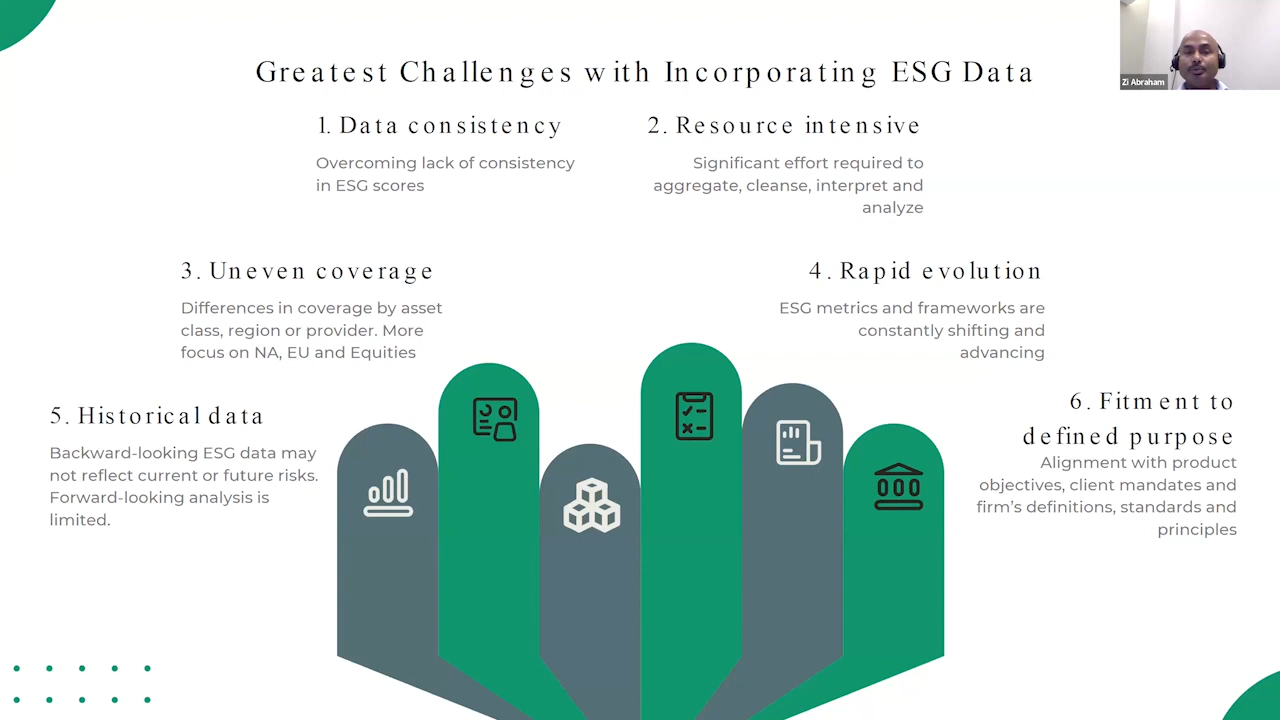 Greatest Challenges with Incorporating ESG Data
Zi Abraham
1. Data consistency
Overcoming lack of consistency
in ESG scores
2. Resource intensive
Significant effort required to
aggregate, cleanse, interpret and
analyze
3. Uneven coverage
Differences in coverage by asset
class, region or provider. More
focus on NA, EU and Equities
4. Rapid evolution
ESG metrics and frameworks are
constantly shifting and
advancing
5. Historical data
Backward-looking ESG data may
not reflect current or future risks.
Forward-looking analysis is
limited.
6. Fitment to
defined purpose
Alignment with product
objectives, client mandates and
firm's definitions, standards and
principles